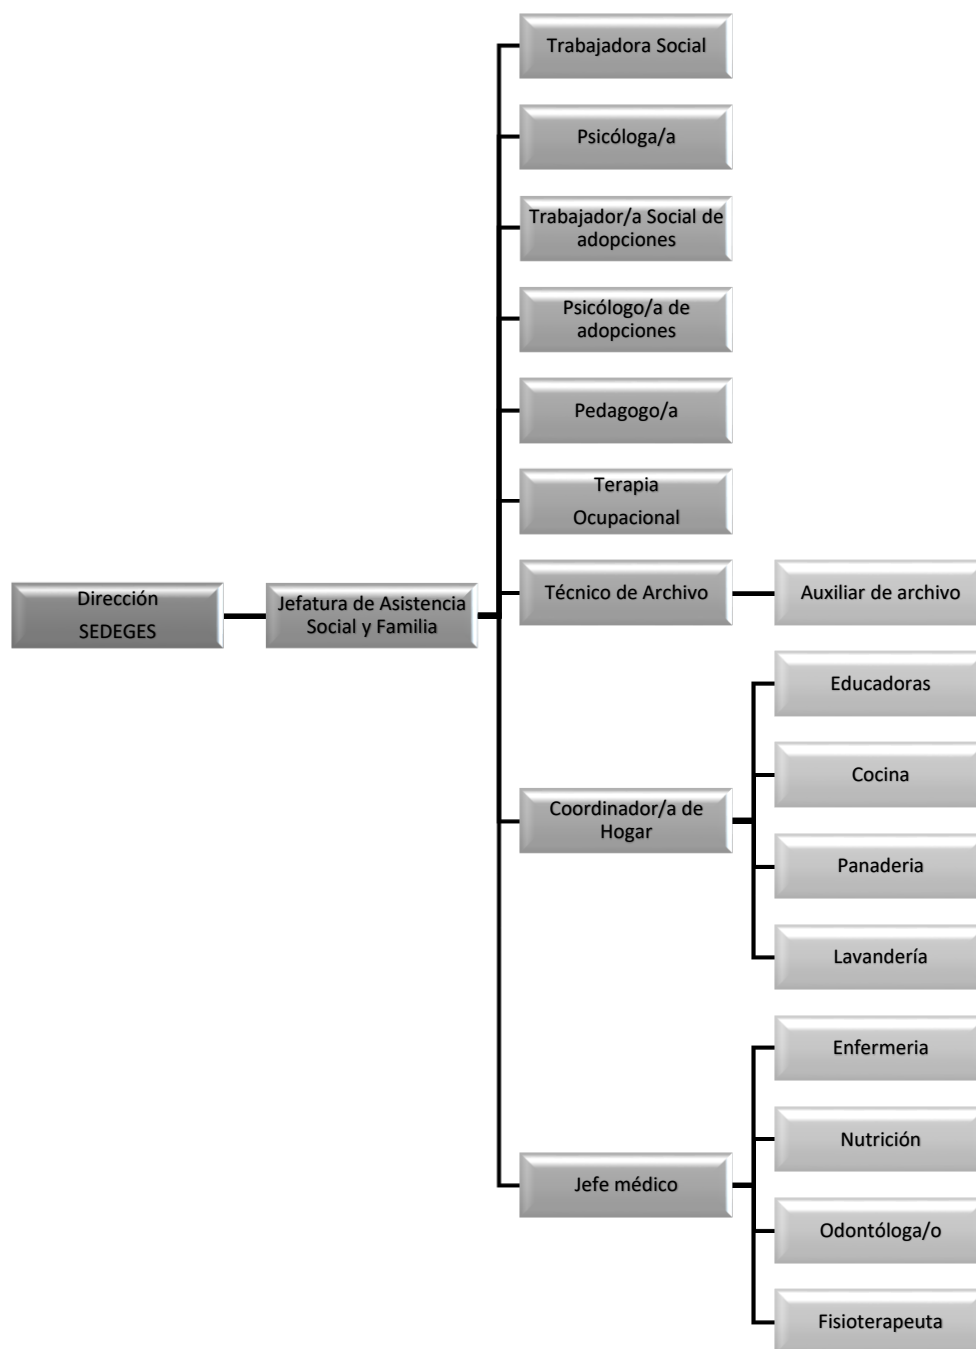 Trabajadora Social
Psicóloga/a
Trabajador/a Social de
adopciones
Psicólogo/a de
adopciones
Pedagogo/a
Terapia
Ocupacional
Dirección
SEDEGES
Jefatura de Asistencia
Social y Familia
Técnico de Archivo
Auxiliar de archivo
Coordinador/a de
Hogar
Educadoras
Cocina
Panaderia
Lavandería
Jefe médico
Enfermeria
Nutrición
Odontóloga/o
Fisioterapeuta